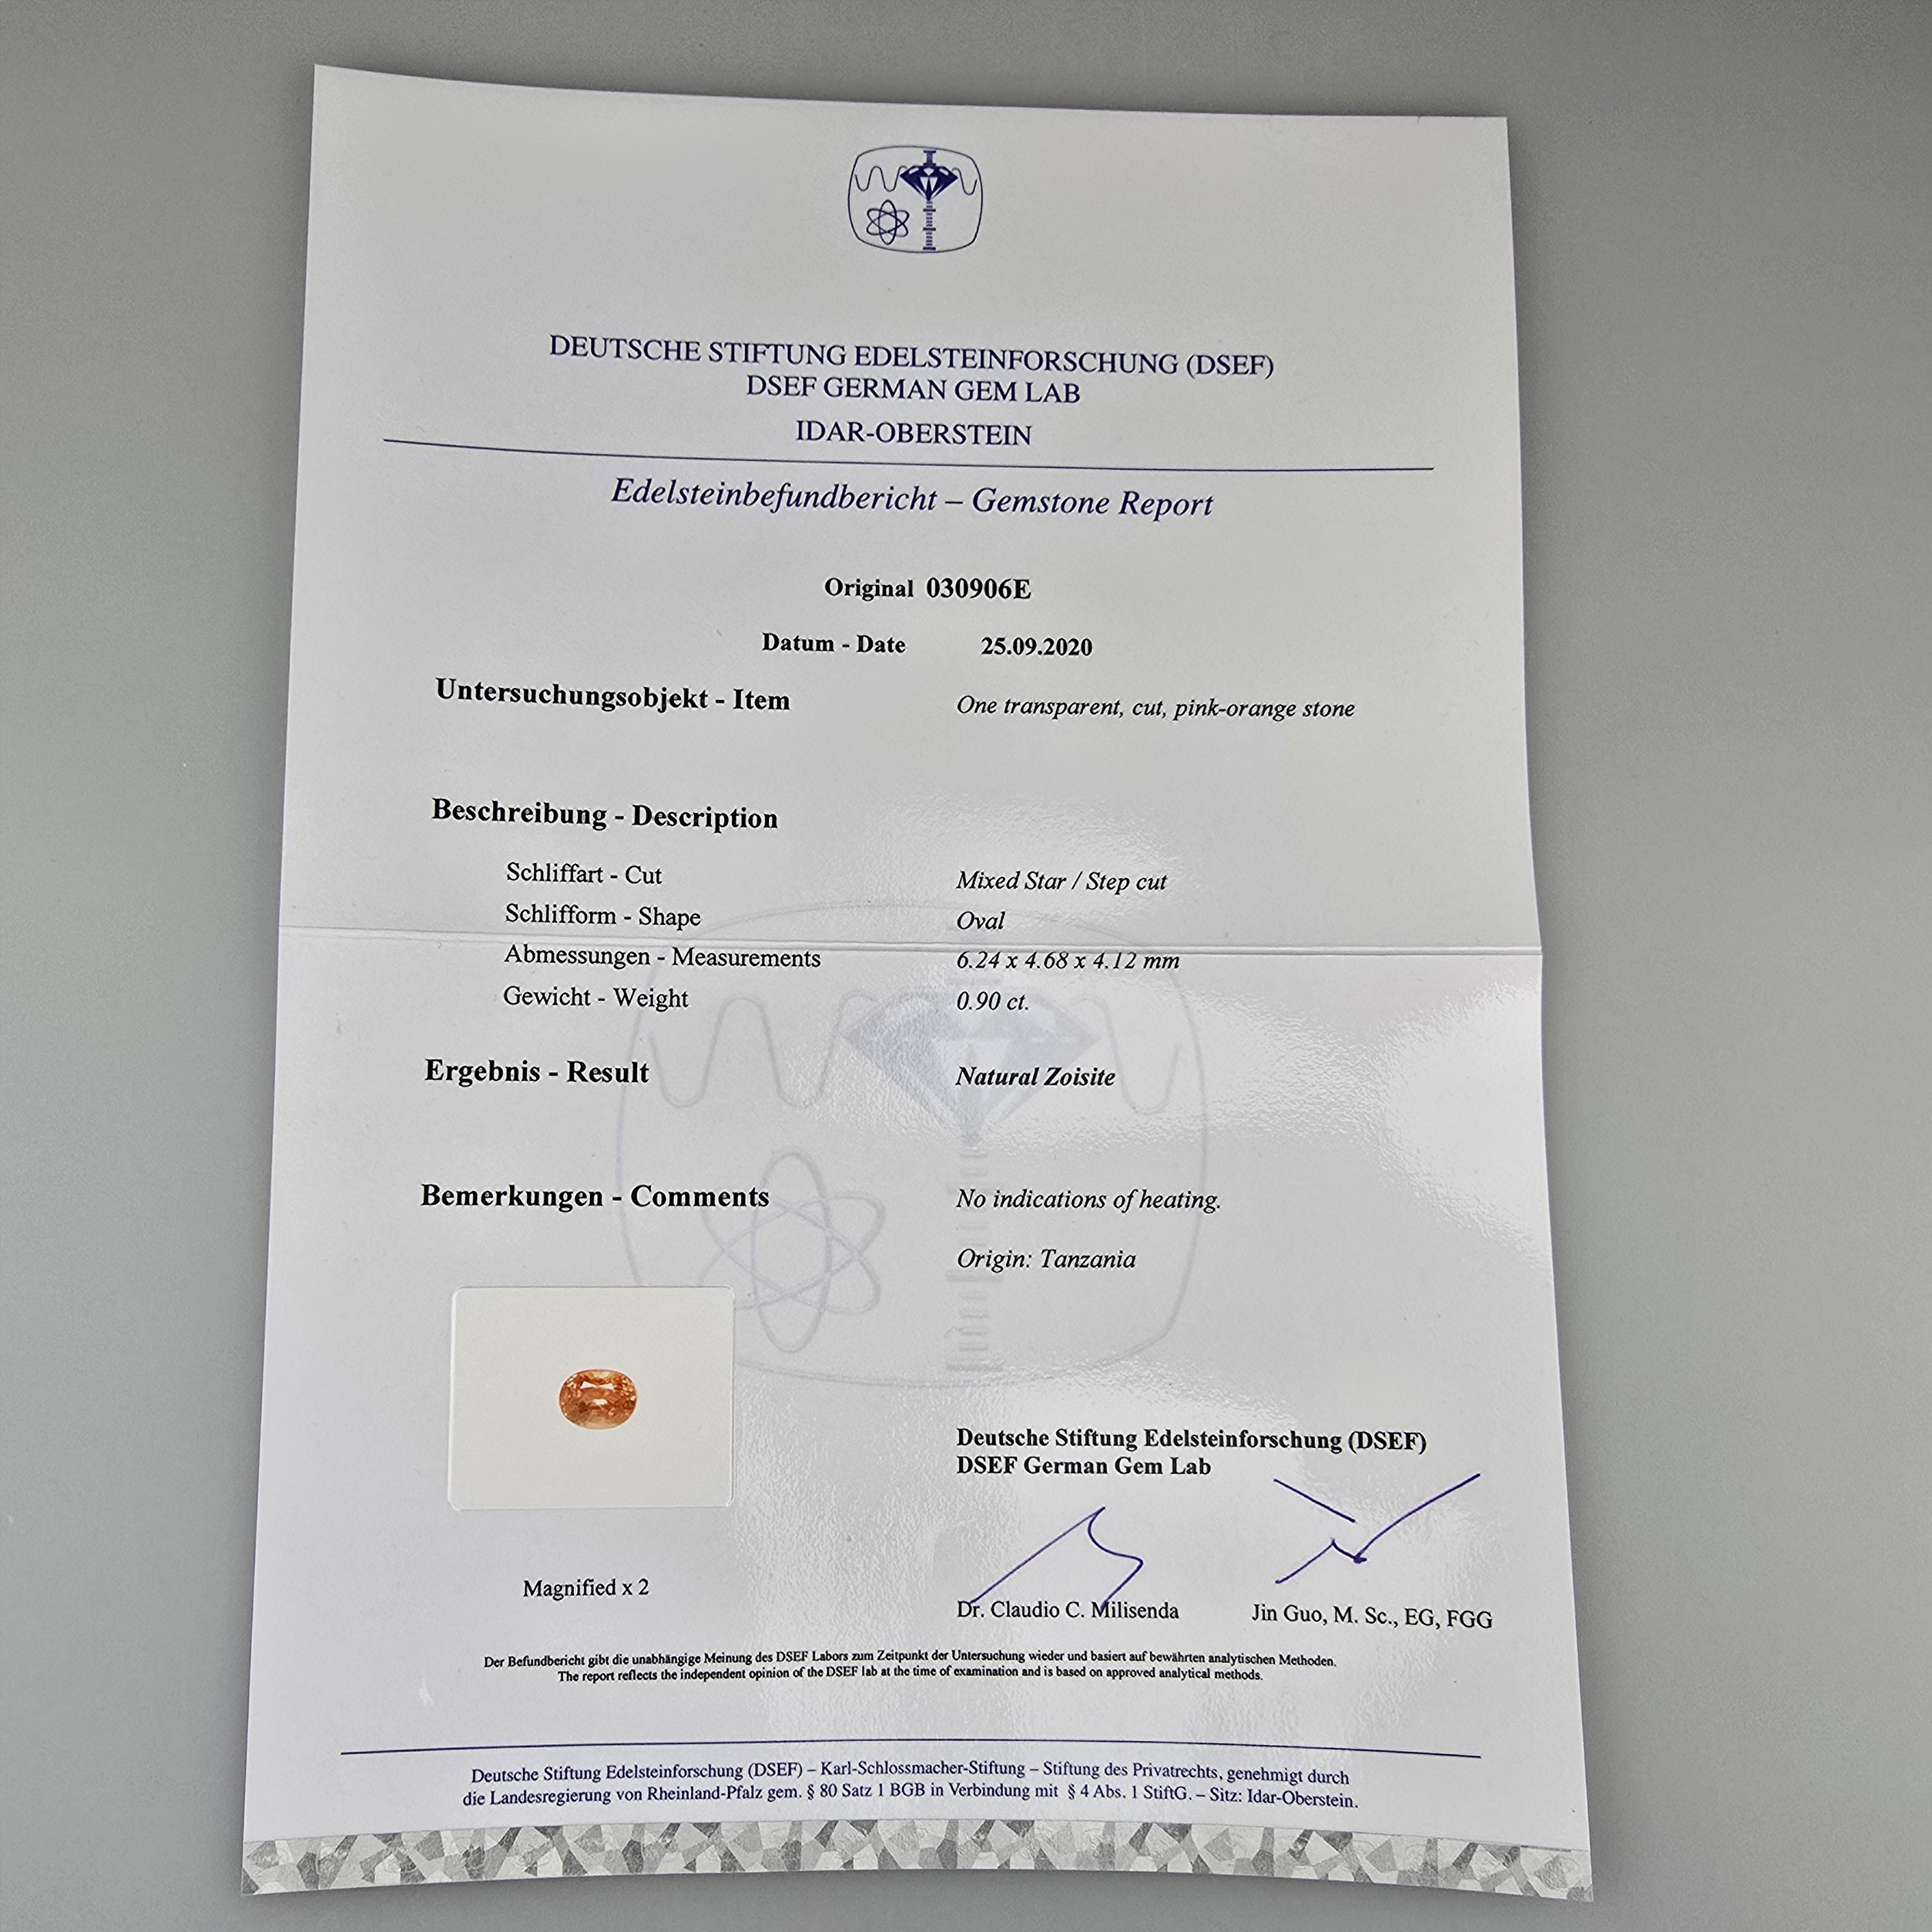 DEUTSCHE STIFTUNG EDELSTEINFORSCHUNG (DSEF)
DSEF GERMAN GEM LAB
IDAR-OBERSTEIN
Edelsteinbefundbericht – Gemstone Report
Original 030906E
Datum - Date 25.09.2020
Untersuchungsobjekt - Item One transparent, cut, pink-orange stone
Beschreibung - Description
Schliffart - Cut Mixed Star / Step cut
Schlifform - Shape Oval
Abmessungen - Measurements 6.24 x 4.68 x 4.12 mm
Gewicht - Weight 0.90 ct.
Ergebnis - Result Natural Zoisite
Bemerkungen - Comments No indications of heating.
Origin: Tanzania
Deutsche Stiftung Edelsteinforschung (DSEF)
DSEF German Gem Lab
Magnified x 2
Dr. Claudio C. Milisenda Jin Guo, M. Sc., EG, FGG
Der Befundbericht gibt die unabhängige Meinung des DSEF Labors zum Zeitpunkt der Untersuchung wieder und basiert auf bewährten analytischen Methoden.
The report reflects the independent opinion of the DSEF lab at the time of examination and is based on approved analytical methods.
Deutsche Stiftung Edelsteinforschung (DSEF) – Karl-Schlossmacher-Stiftung – Stiftung des Privatrechts, genehmigt durch
die Landesregierung von Rheinland-Pfalz gem. § 80 Satz 1 BGB in Verbindung mit § 4 Abs. 1 StiftG. – Sitz: Idar-Oberstein.